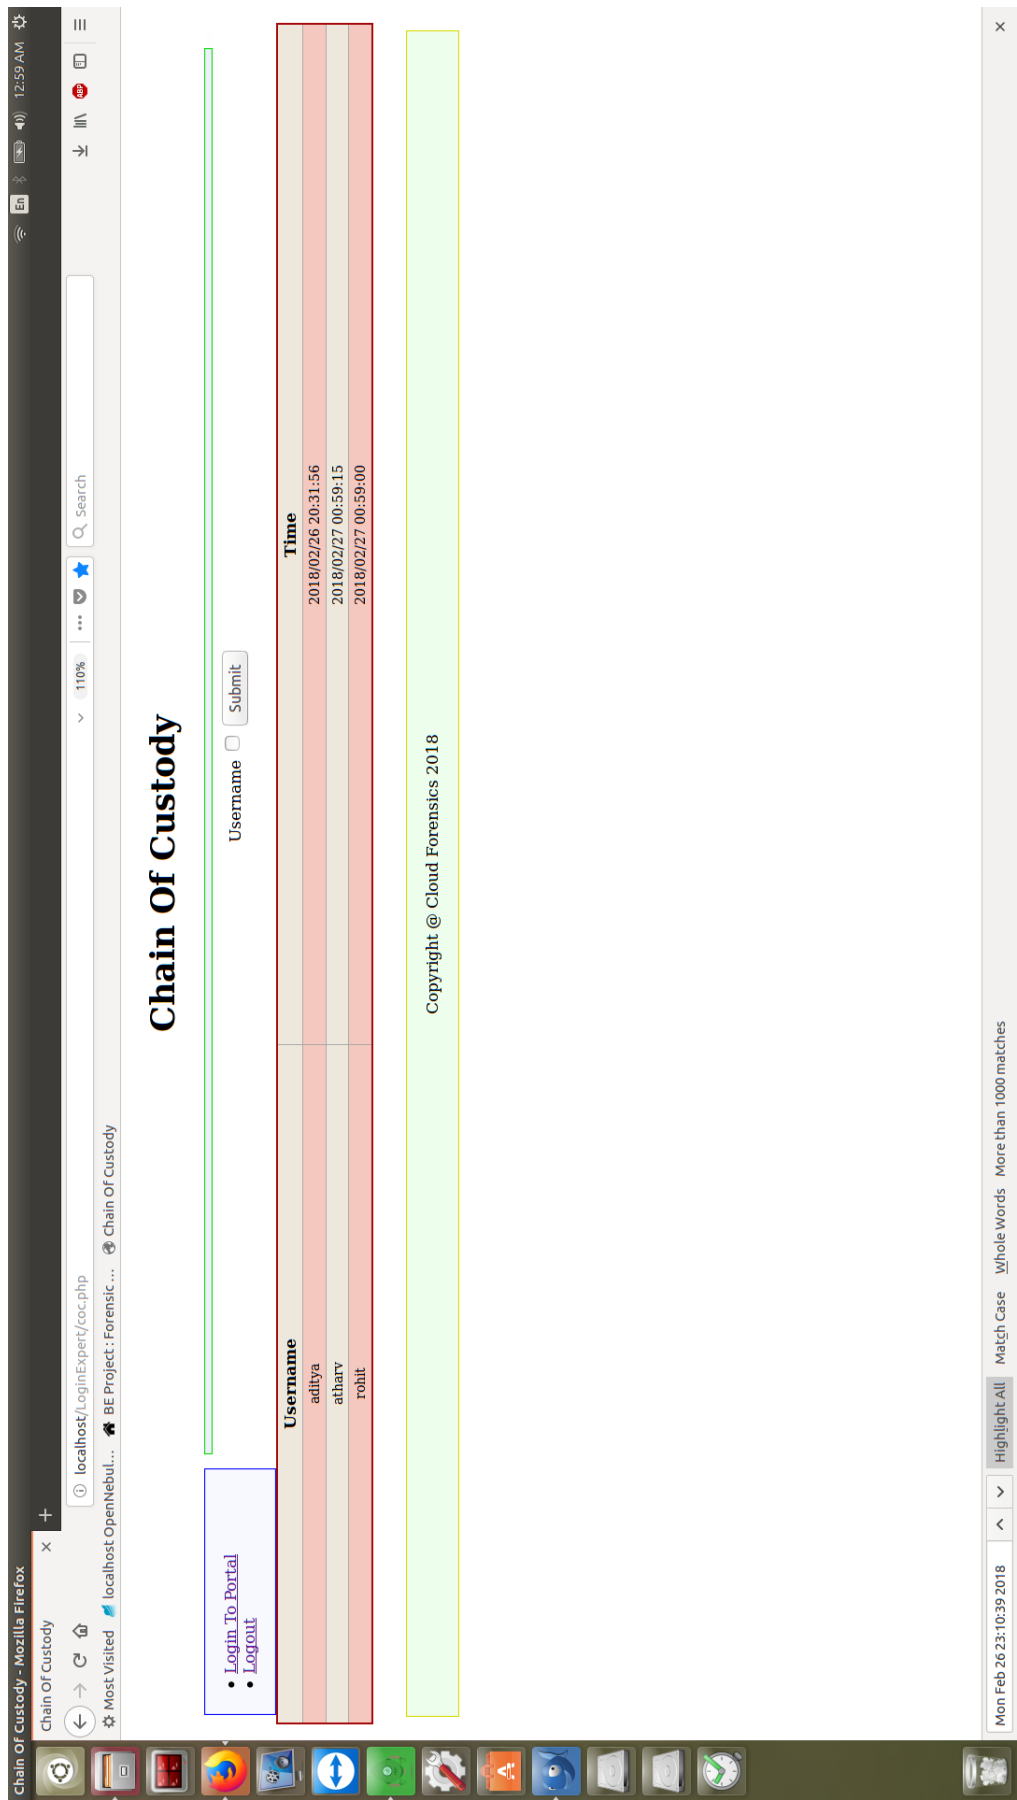 Chain Of Custody - Mozilla Firefox
En
12:59 AM
Chain Of Custody
localhost/LoginExpert/coc.php
110%
Search
ABP
Most Visited
localhost OpenNebul...
BE Project : Forensic ...
Chain Of Custody
Chain Of Custody
Login To Portal
Logout
Username
Submit
Username Time
aditya 2018/02/26 20:31:56
atharv 2018/02/27 00:59:15
rohit 2018/02/27 00:59:00
Copyright @ Cloud Forensics 2018
Mon Feb 26 23:10:39 2018
Highlight All
Match Case
Whole Words
More than 1000 matches